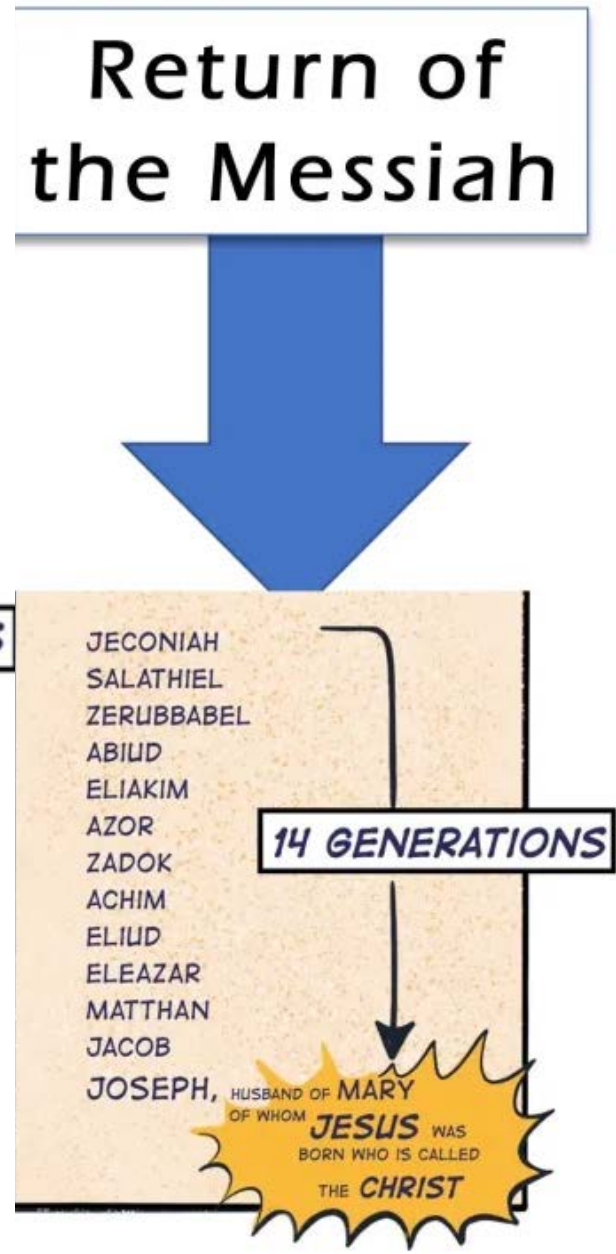 Return of
the Messiah
S
JECONIAH
SALATHIEL
ZERUBBABEL
ABIUD
ELIAKIM
AZOR
14 GENERATIONS
ZADOK
ACHIM
ELIUD
ELEAZAR
MATTHAN
JACOB
JOSEPH, HUSBAND OF MARY
OF WHOM JESUS WAS
BORN WHO IS CALLED
THE CHRIST